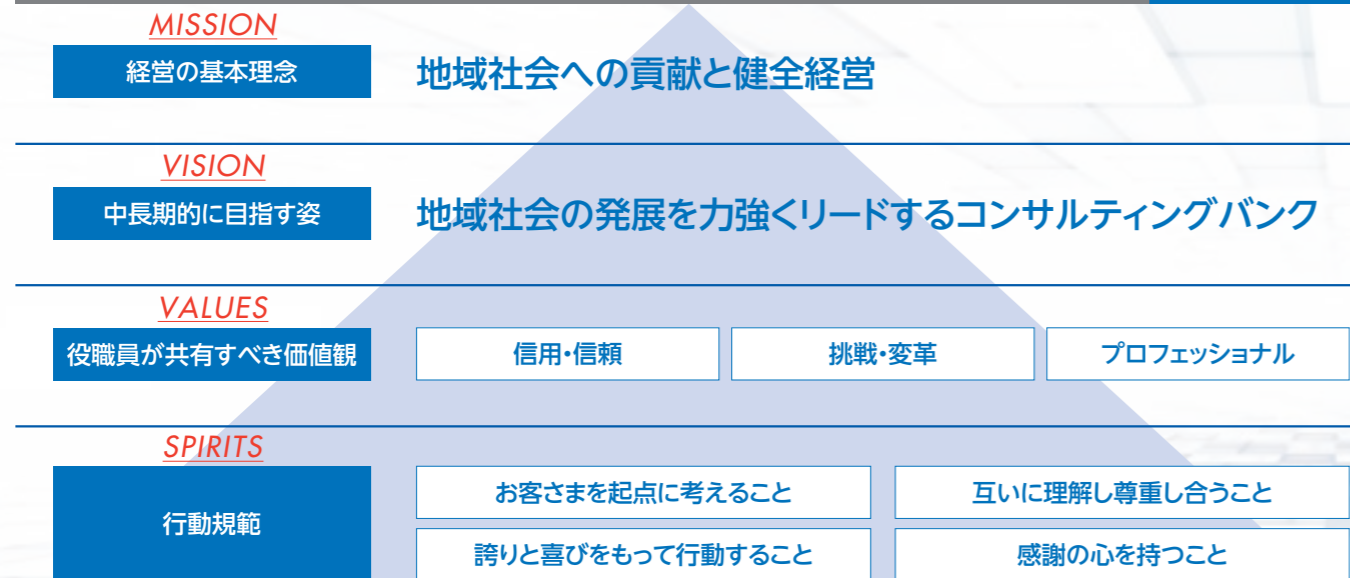 MISSION
経営の基本理念
地域社会への貢献と健全経営
VISION
中長期的に目指す姿
地域社会の発展を力強くリードするコンサルティングバンク
VALUES
役職員が共有すべき価値観
信用・信頼
挑戦・変革
プロフェッショナル
SPIRITS
行動規範
お客さまを起点に考えること
互いに理解し尊重し合うこと
誇りと喜びをもって行動すること
感謝の心を持つこと